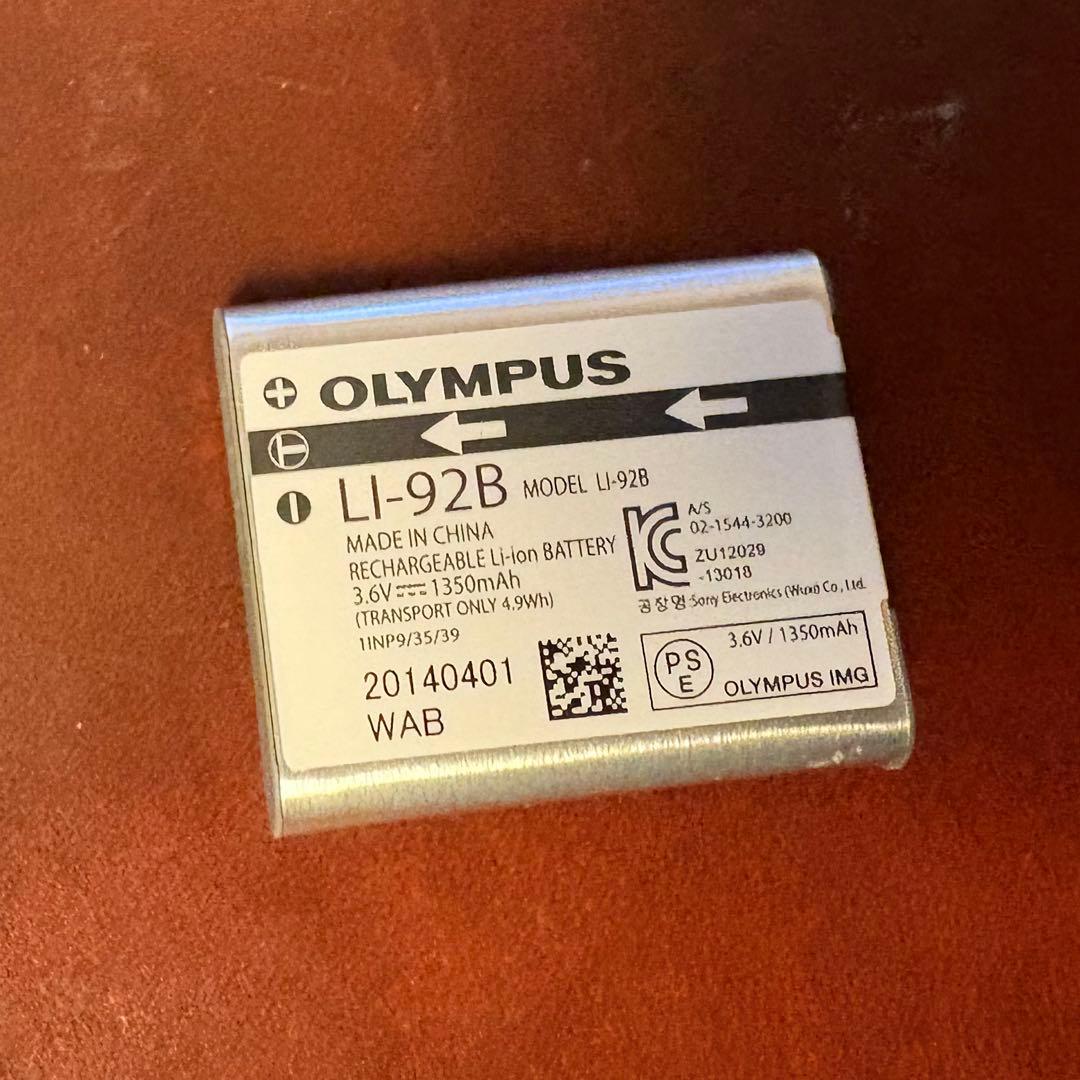 OLYMPUS
LI-92B MODEL LI-92B
MADE IN CHINA
RECHARGEABLE Li-ion BATTERY
3.6V⎓1350mAh
(TRANSPORT ONLY 4.9Wh)
1INP9/35/39
20140401
WAB
A/S
02-1544-3200
ZU12029
-13018
공장명:Sony Electronics (Wuxi) Co., Ltd.
PS
E
3.6V / 1350mAh
OLYMPUS IMG